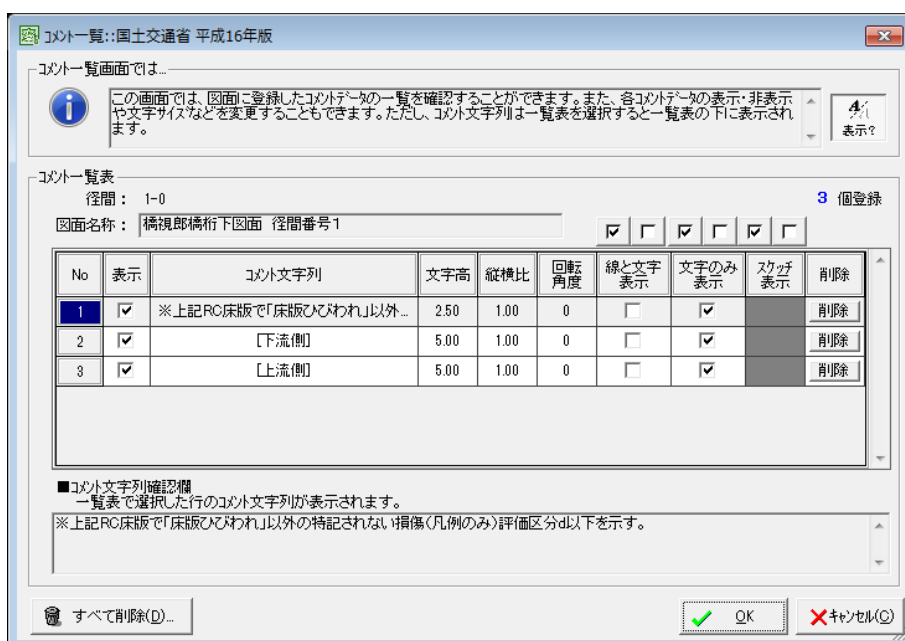 コメント一覧::国土交通省 平成16年版
コメント一覧画面では...
この画面では、図面に登録したコメントデータの一覧を確認することができます。また、各コメントデータの表示・非表示
や文字サイズなどを変更することもできます。ただし、コメント文字列は一覧表を選択すると一覧表の下に表示され
ます。
表示?
コメント一覧表
径間： 1-0
3 個登録
図面名称： 橋視郎橋桁下図面 径間番号1
No 表示 コメント文字列 文字高 縦横比 回転角度 線と文字表示 文字のみ表示 スケッチ表示 削除
1 ※上記RC床版で「床版ひびわれ」以外... 2.50 1.00 0 削除
2 [下流側] 5.00 1.00 0 削除
3 [上流側] 5.00 1.00 0 削除
■コメント文字列確認欄
一覧表で選択した行のコメント文字列が表示されます。
※上記RC床版で「床版ひびわれ」以外の特記されない損傷(凡例のみ)評価区分d以下を示す。
すべて削除(D)... OK キャンセル(C)